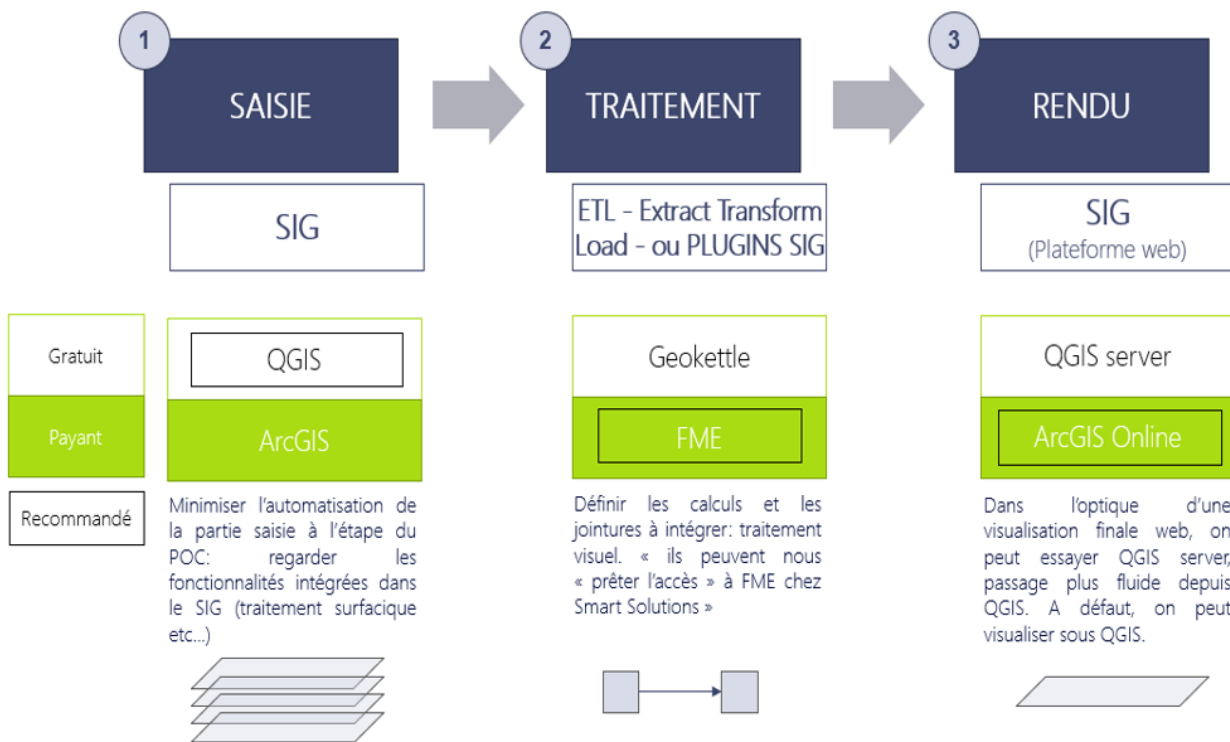 1
SAISIE
2
TRAITEMENT
3
RENDU
SIG
ETL - Extract Transform
Load - ou PLUGINS SIG
SIG
(Plateforme web)
Gratuit
Payant
Recommandé
QGIS
ArcGIS
Geokettle
FME
QGIS server
ArcGIS Online
Minimiser l'automatisation de
la partie saisie à l'étape du
POC: regarder les
fonctionnalités intégrées dans
le SIG (traitement surfacique
etc...)
Définir les calculs et les
jointures à intégrer: traitement
visuel. « ils peuvent nous
« prêter l'accès » à FME chez
Smart Solutions »
Dans l'optique d'une
visualisation finale web, on
peut essayer QGIS server,
passage plus fluide depuis
QGIS. A défaut, on peut
visualiser sous QGIS.